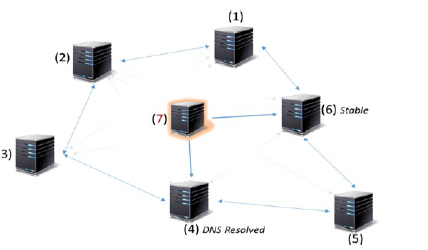 (1)
(2)
(6) Stable
(7)
3)
(4) DNS Resolved
(5)